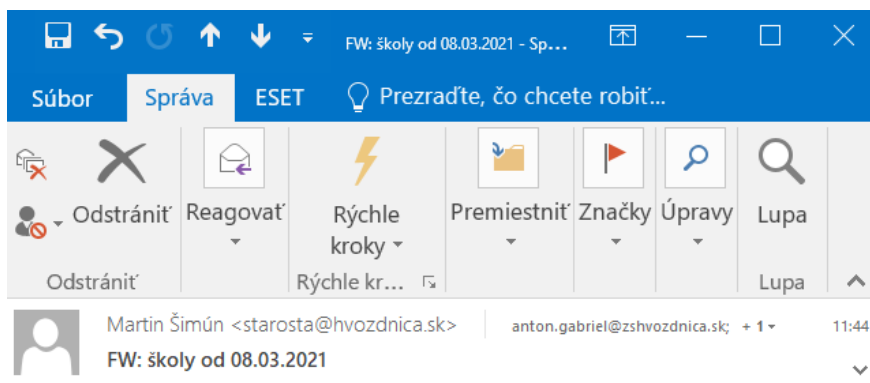 FW: školy od 08.03.2021 - Sp...
Súbor Správa ESET Prezraďte, čo chcete robiť...
Odstrániť Reagovať Rýchle kroky Premiestniť Značky Úpravy Lupa
Odstrániť Rýchle kr... Lupa
Martin Šimún <starosta@hvozdnica.sk> anton.gabriel@zshvozdnica.sk; + 1 11:44
FW: školy od 08.03.2021